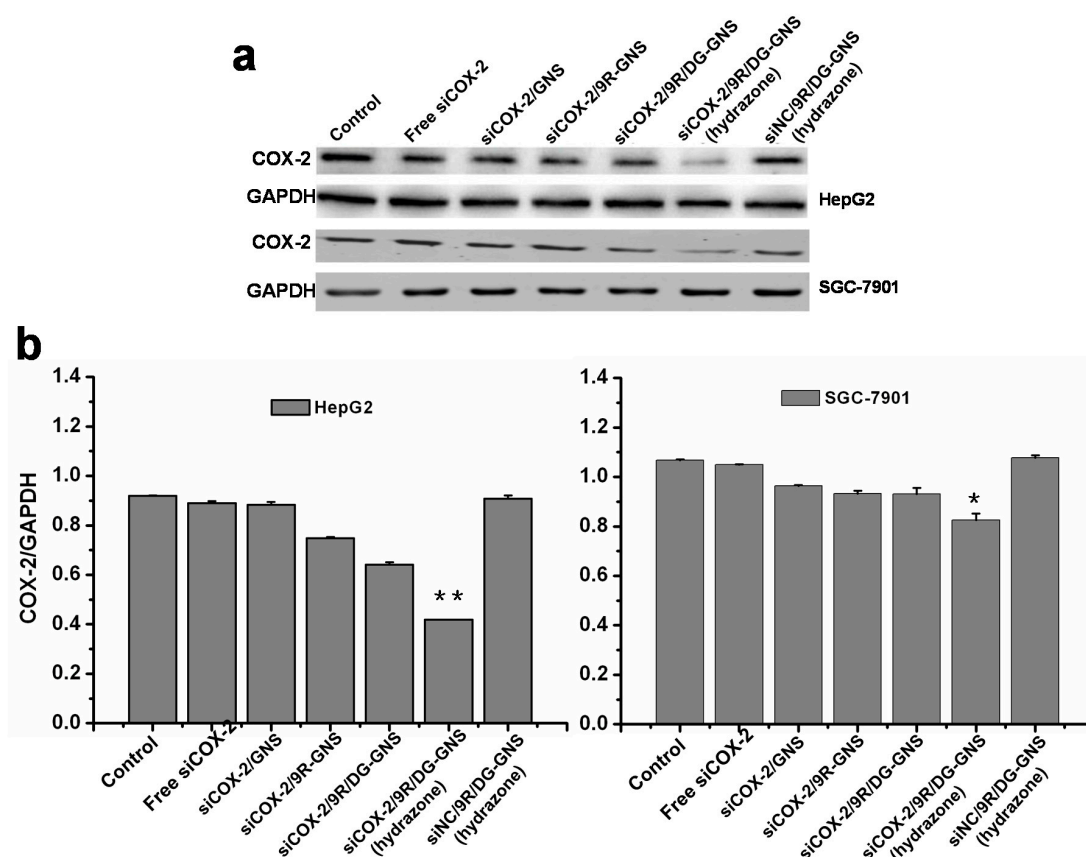 a
Control
Free siCOX-2
siCOX-2/GNS
siCOX-2/9R-GNS
siCOX-2/9R/DG-GNS
siCOX-2/9R/DG-GNS
(hydrazone)
siNC/9R/DG-GNS
(hydrazone)
COX-2
GAPDH
HepG2
COX-2
GAPDH
SGC-7901
b
COX-2/GAPDH
1.4
1.2
1.0
0.8
0.6
0.4
0.2
0.0
HepG2
* *
Control
Free siCOX-2
siCOX-2/GNS
siCOX-2/9R-GNS
siCOX-2/9R/DG-GNS
siCOX-2/9R/DG-GNS
(hydrazone)
siNC/9R/DG-GNS
(hydrazone)
1.4
1.2
1.0
0.8
0.6
0.4
0.2
0.0
SGC-7901
*
Control
Free siCOX-2
siCOX-2/GNS
siCOX-2/9R-GNS
siCOX-2/9R/DG-GNS
siCOX-2/9R/DG-GNS
(hydrazone)
siNC/9R/DG-GNS
(hydrazone)